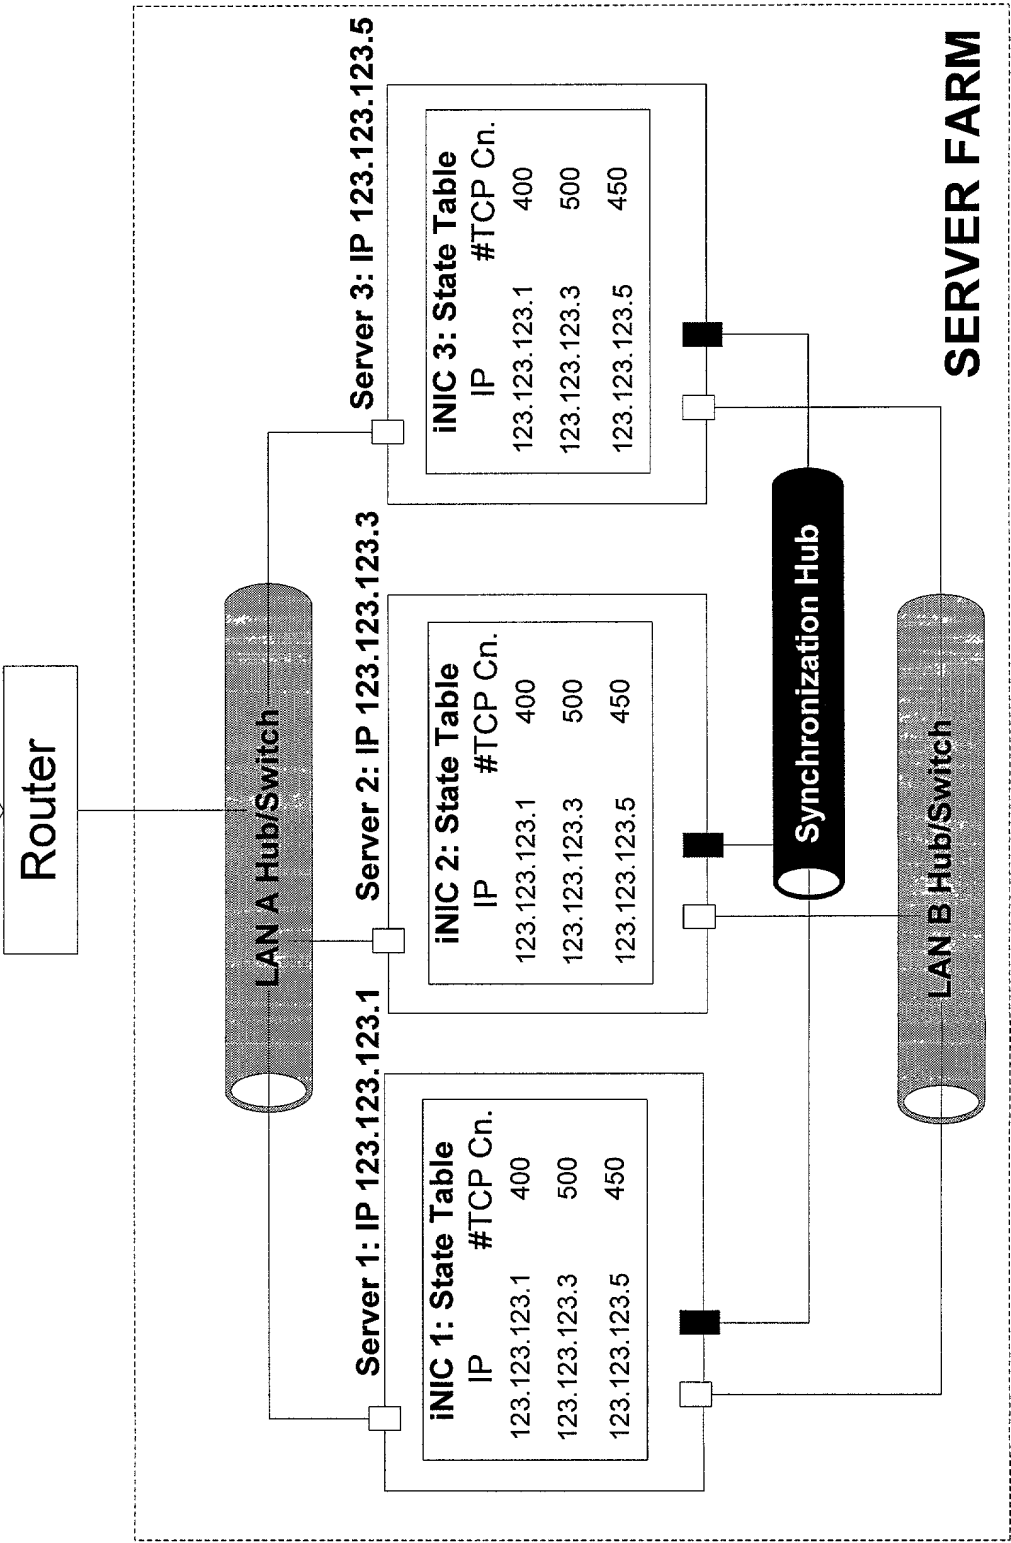 Router
LAN A Hub/Switch
Server 1: IP 123.123.123.1
iNIC 1: State Table
IP #TCP Cn.
123.123.123.1 400
123.123.123.3 500
123.123.123.5 450
Server 2: IP 123.123.123.3
iNIC 2: State Table
IP #TCP Cn.
123.123.123.1 400
123.123.123.3 500
123.123.123.5 450
Server 3: IP 123.123.123.5
iNIC 3: State Table
IP #TCP Cn.
123.123.123.1 400
123.123.123.3 500
123.123.123.5 450
Synchronization Hub
LAN B Hub/Switch
SERVER FARM